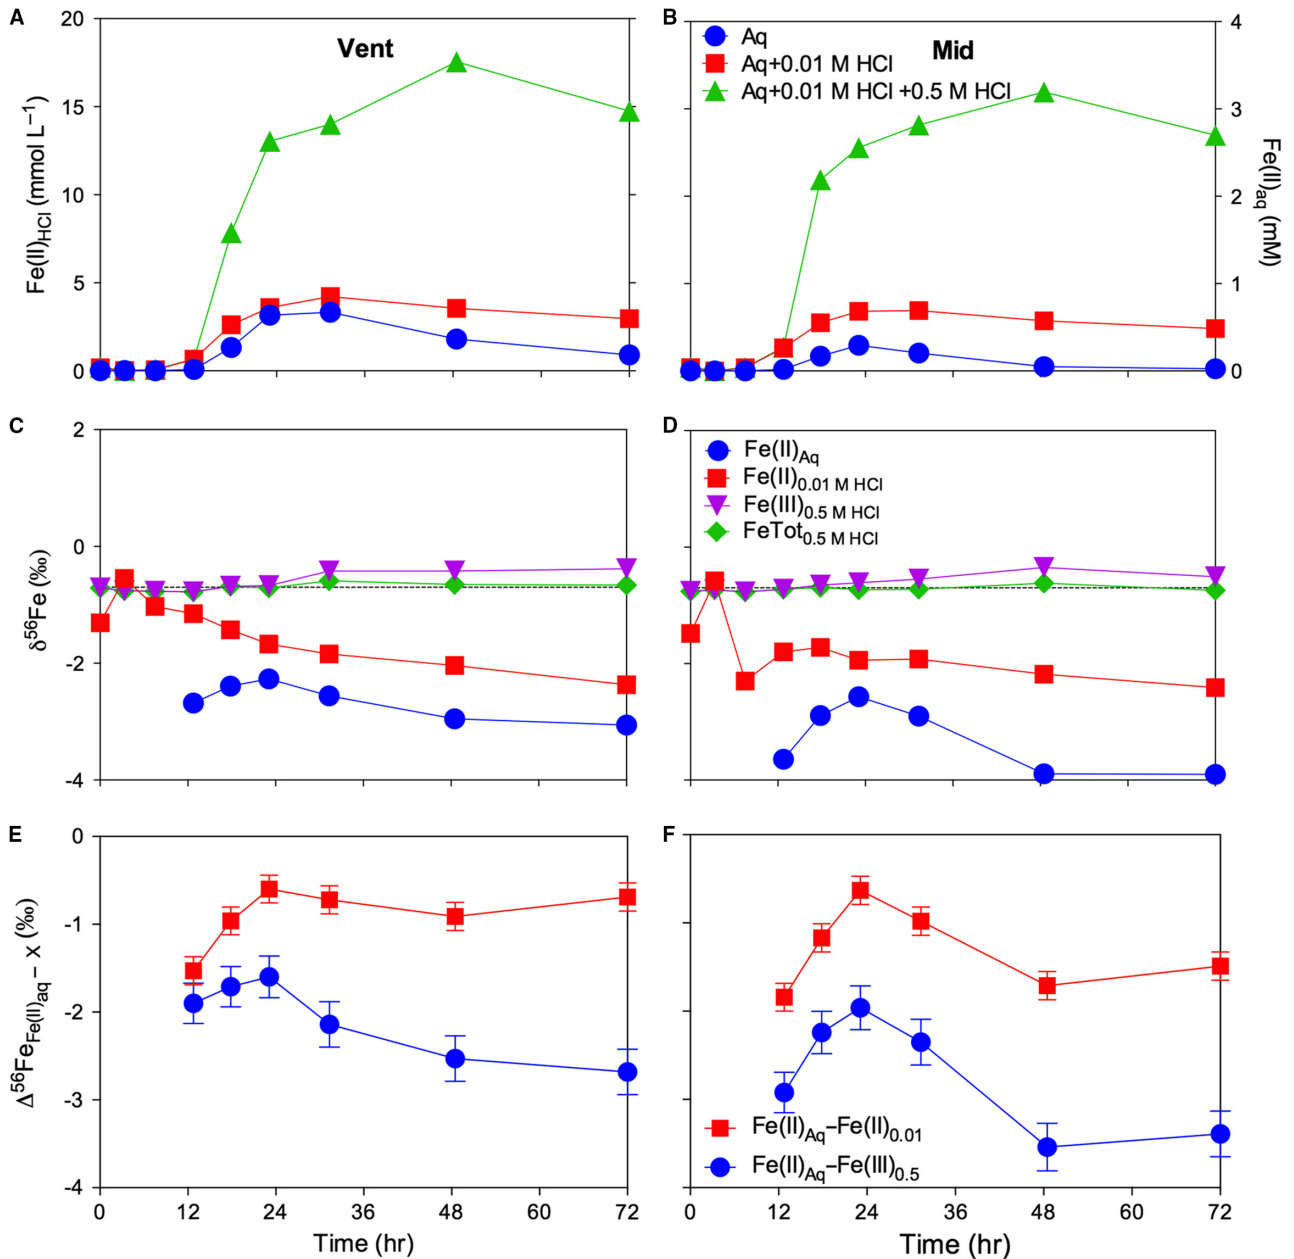 A
20
15
10
5
0
Fe(II)HCl (mmol L−1)
Vent
B
Aq
Aq+0.01 M HCl
Aq+0.01 M HCl +0.5 M HCl
Mid
4
3
2
1
0
Fe(II)aq (mM)
C
2
0
-2
-4
δ56Fe (‰)
D
Fe(II)Aq
Fe(II)0.01 M HCl
Fe(III)0.5 M HCl
FeTot0.5 M HCl
E
0
-1
-2
-3
-4
Δ56FeFe(II)aq – x (‰)
0 12 24 36 48 60 72
Time (hr)
F
Fe(II)Aq–Fe(II)0.01
Fe(II)Aq–Fe(III)0.5
0 12 24 36 48 60 72
Time (hr)